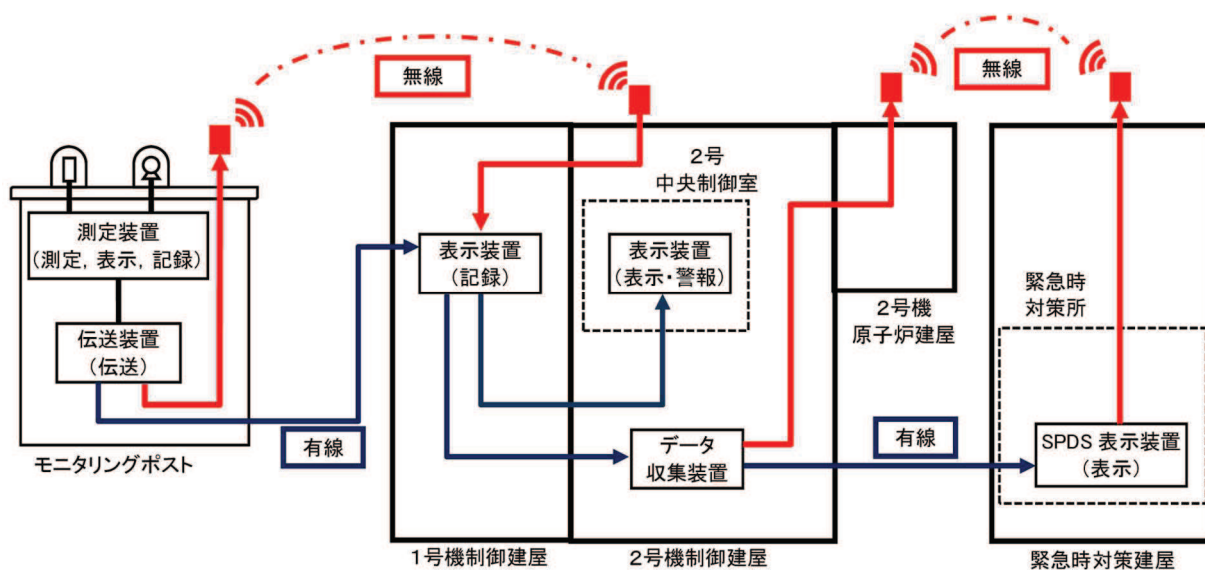 無線
無線
2号
中央制御室
測定装置
(測定, 表示, 記録)
表示装置
(記録)
表示装置
(表示・警報)
2号機
原子炉建屋
緊急時
対策所
伝送装置
(伝送)
有線
データ
収集装置
有線
SPDS 表示装置
(表示)
モニタリングポスト
1号機制御建屋
2号機制御建屋
緊急時対策建屋